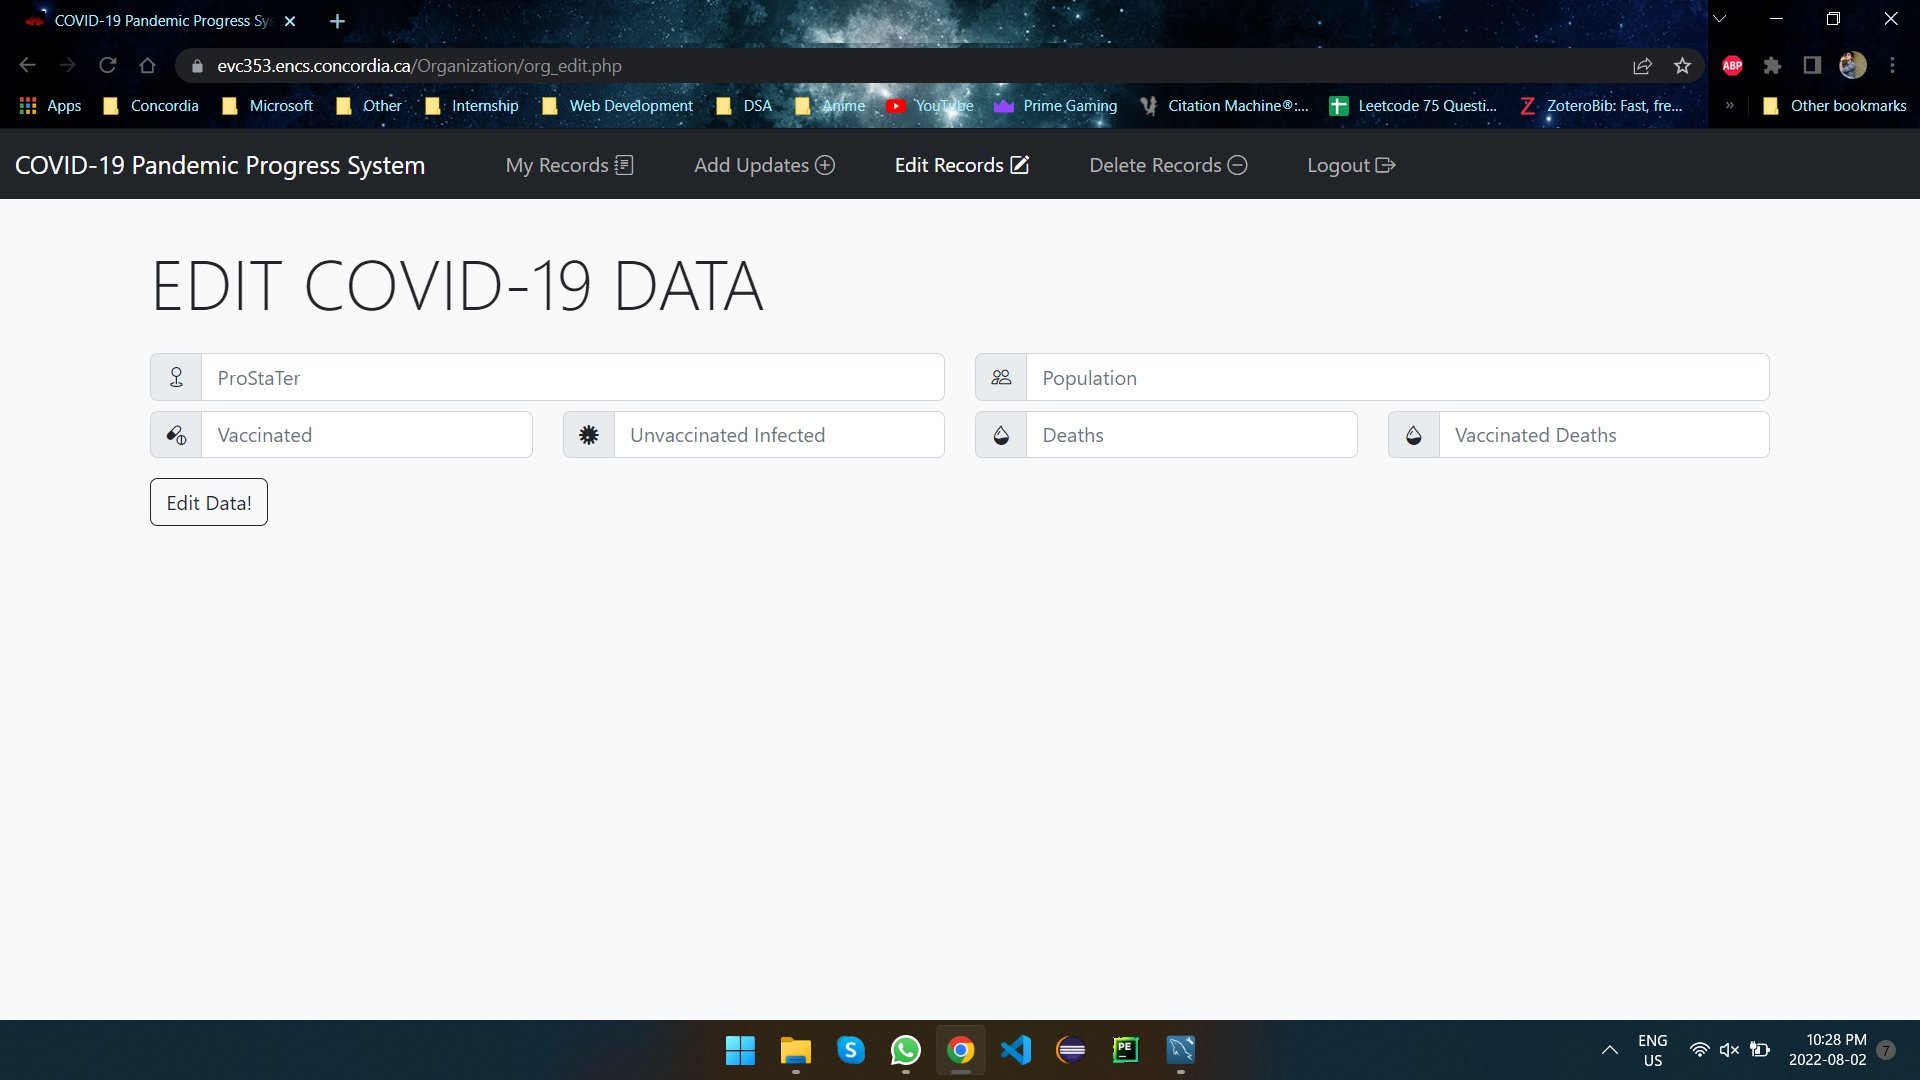 COVID-19 Pandemic Progress Sy
evc353.encs.concordia.ca/Organization/org_edit.php
ABP
Apps Concordia Microsoft Other Internship Web Development DSA Anime YouTube Prime Gaming Citation Machine®:... Leetcode 75 Questi... ZoteroBib: Fast, fre... » Other bookmarks
COVID-19 Pandemic Progress System My Records Add Updates Edit Records Delete Records Logout
EDIT COVID-19 DATA
ProStaTer Population
Vaccinated Unvaccinated Infected Deaths Vaccinated Deaths
Edit Data!
S PE
ENG 10:28 PM
US 2022-08-02 7